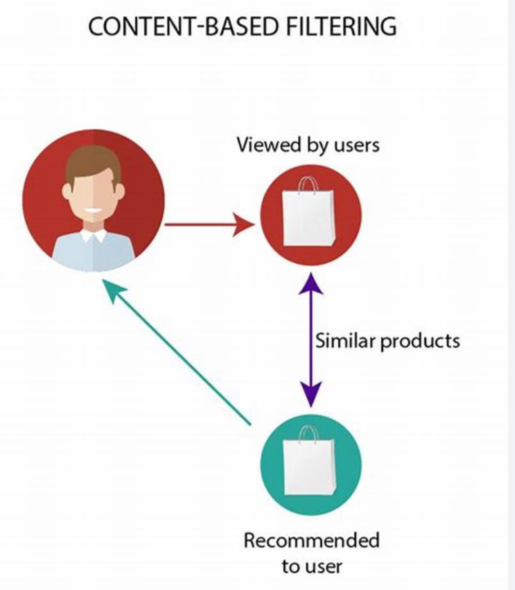 CONTENT-BASED FILTERING
Viewed by users
Similar products
Recommended
to user